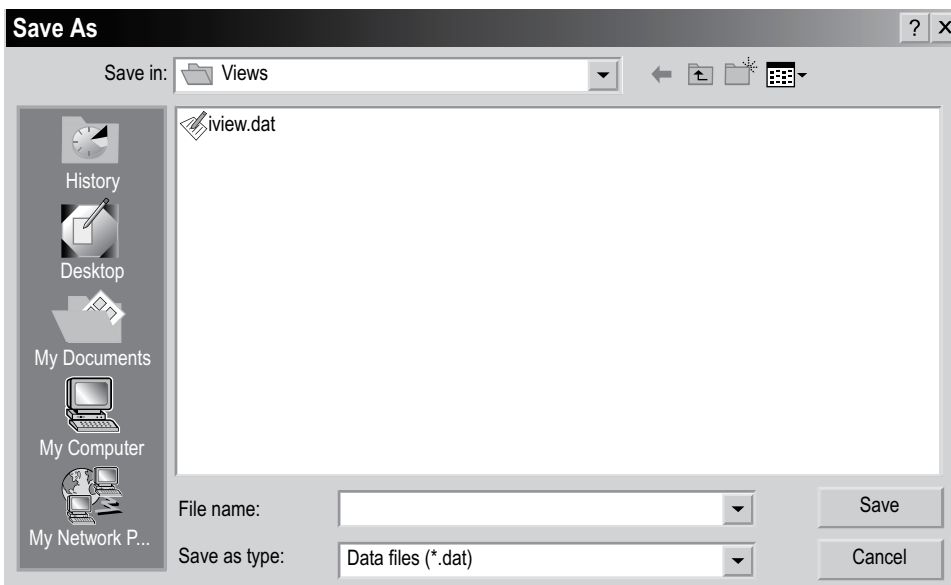 Save As
?
X
Save in:
Views
iview.dat
History
Desktop
My Documents
My Computer
My Network P...
File name:
Save
Save as type:
Data files (*.dat)
Cancel